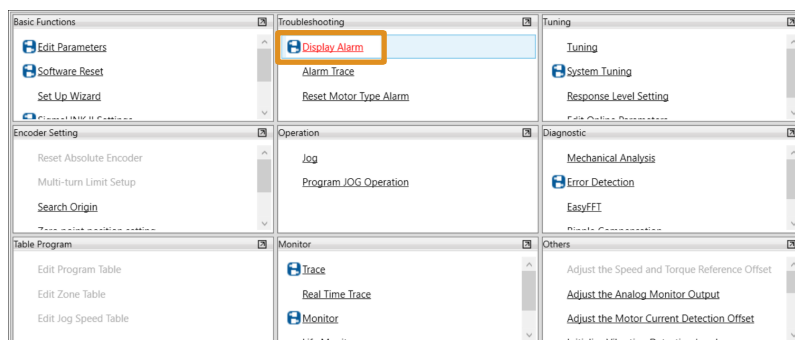 Basic Functions
Edit Parameters
Software Reset
Set Up Wizard
Troubleshooting
Display Alarm
Alarm Trace
Reset Motor Type Alarm
Tuning
Tuning
System Tuning
Response Level Setting
Encoder Setting
Reset Absolute Encoder
Multi-turn Limit Setup
Search Origin
Operation
Jog
Program JOG Operation
Diagnostic
Mechanical Analysis
Error Detection
EasyFFT
Table Program
Edit Program Table
Edit Zone Table
Edit Jog Speed Table
Monitor
Trace
Real Time Trace
Monitor
Others
Adjust the Speed and Torque Reference Offset
Adjust the Analog Monitor Output
Adjust the Motor Current Detection Offset